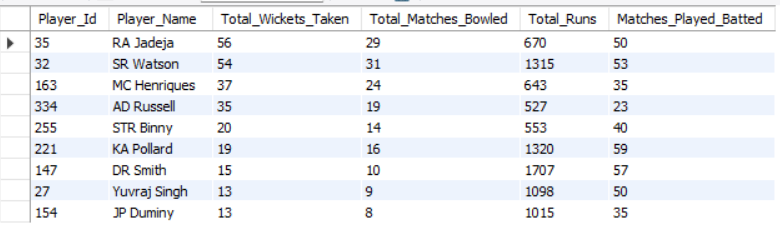 Player_Id Player_Name Total_Wickets_Taken Total_Matches_Bowled Total_Runs Matches_Played_Batted
35 RA Jadeja 56 29 670 50
32 SR Watson 54 31 1315 53
163 MC Henriques 37 24 643 35
334 AD Russell 35 19 527 23
255 STR Binny 20 14 553 40
221 KA Pollard 19 16 1320 59
147 DR Smith 15 10 1707 57
27 Yuvraj Singh 13 9 1098 50
154 JP Duminy 13 8 1015 35